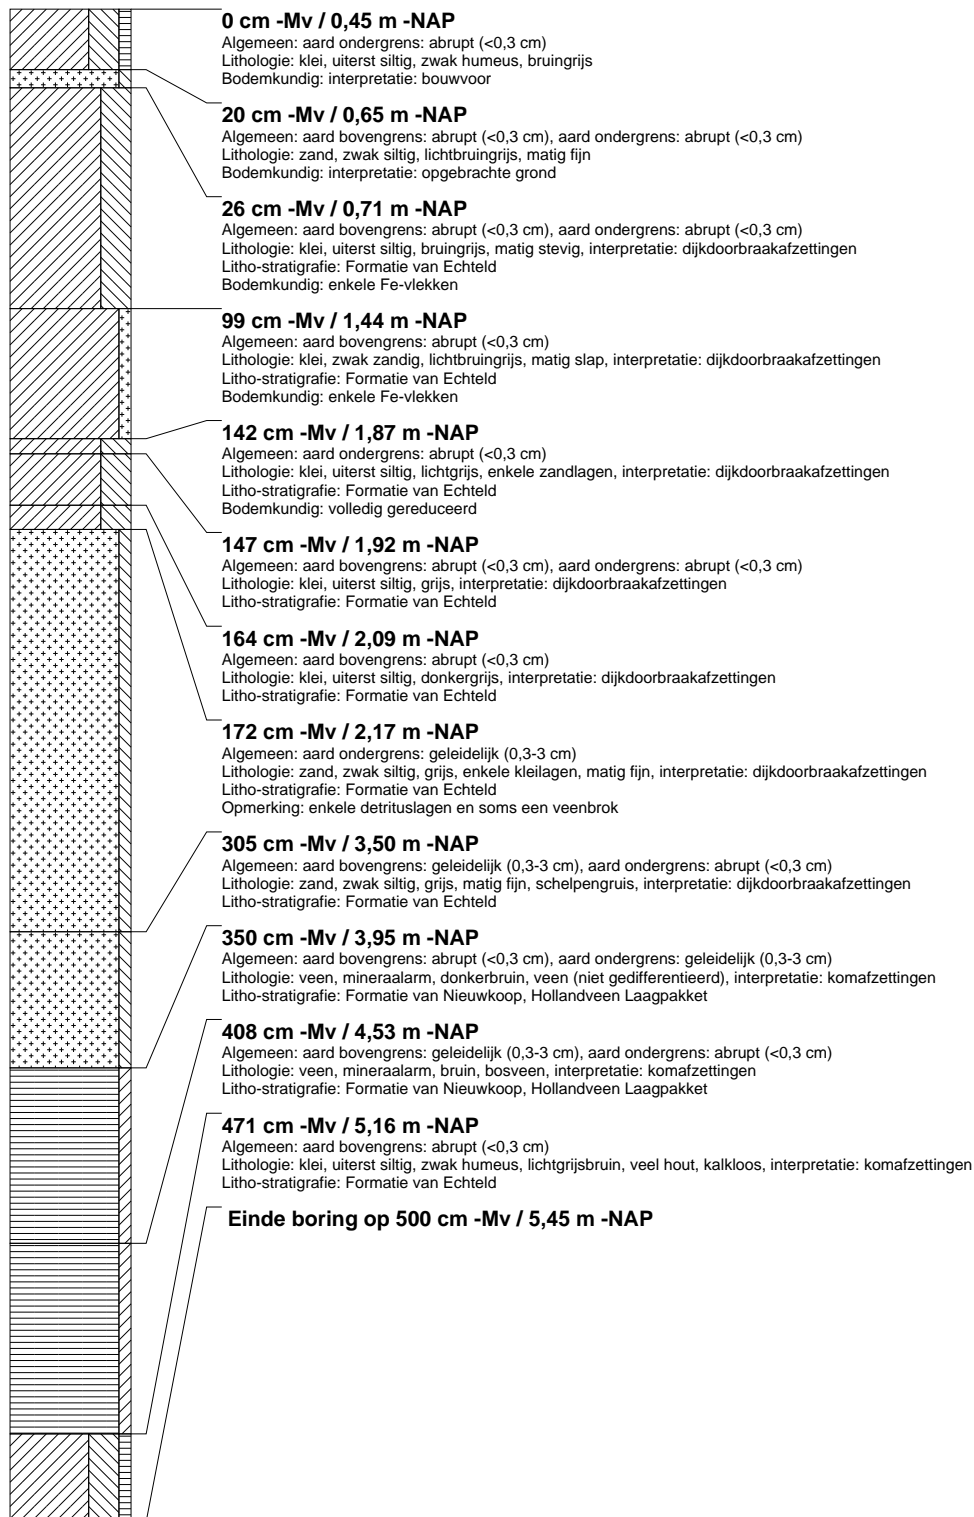 0 cm -Mv / 0,45 m -NAP
Algemeen: aard ondergrens: abrupt (<0,3 cm)
Lithologie: klei, uiterst siltig, zwak humeus, bruingrijs
Bodemkundig: interpretatie: bouwvoor
20 cm -Mv / 0,65 m -NAP
Algemeen: aard bovengrens: abrupt (<0,3 cm), aard ondergrens: abrupt (<0,3 cm)
Lithologie: zand, zwak siltig, lichtbruingrijs, matig fijn
Bodemkundig: interpretatie: opgebrachte grond
26 cm -Mv / 0,71 m -NAP
Algemeen: aard bovengrens: abrupt (<0,3 cm), aard ondergrens: abrupt (<0,3 cm)
Lithologie: klei, uiterst siltig, bruingrijs, matig stevig, interpretatie: dijkdoorbraakafzettingen
Litho-stratigrafie: Formatie van Echteld
Bodemkundig: enkele Fe-vlekken
99 cm -Mv / 1,44 m -NAP
Algemeen: aard bovengrens: abrupt (<0,3 cm)
Lithologie: klei, zwak zandig, lichtbruingrijs, matig slap, interpretatie: dijkdoorbraakafzettingen
Litho-stratigrafie: Formatie van Echteld
Bodemkundig: enkele Fe-vlekken
142 cm -Mv / 1,87 m -NAP
Algemeen: aard ondergrens: abrupt (<0,3 cm)
Lithologie: klei, uiterst siltig, lichtgrijs, enkele zandlagen, interpretatie: dijkdoorbraakafzettingen
Litho-stratigrafie: Formatie van Echteld
Bodemkundig: volledig gereduceerd
147 cm -Mv / 1,92 m -NAP
Algemeen: aard bovengrens: abrupt (<0,3 cm), aard ondergrens: abrupt (<0,3 cm)
Lithologie: klei, uiterst siltig, grijs, interpretatie: dijkdoorbraakafzettingen
Litho-stratigrafie: Formatie van Echteld
164 cm -Mv / 2,09 m -NAP
Algemeen: aard bovengrens: abrupt (<0,3 cm)
Lithologie: klei, uiterst siltig, donkergrijs, interpretatie: dijkdoorbraakafzettingen
Litho-stratigrafie: Formatie van Echteld
172 cm -Mv / 2,17 m -NAP
Algemeen: aard ondergrens: geleidelijk (0,3-3 cm)
Lithologie: zand, zwak siltig, grijs, enkele kleilagen, matig fijn, interpretatie: dijkdoorbraakafzettingen
Litho-stratigrafie: Formatie van Echteld
Opmerking: enkele detrituslagen en soms een veenbrok
305 cm -Mv / 3,50 m -NAP
Algemeen: aard bovengrens: geleidelijk (0,3-3 cm), aard ondergrens: abrupt (<0,3 cm)
Lithologie: zand, zwak siltig, grijs, matig fijn, schelpengruis, interpretatie: dijkdoorbraakafzettingen
Litho-stratigrafie: Formatie van Echteld
350 cm -Mv / 3,95 m -NAP
Algemeen: aard bovengrens: abrupt (<0,3 cm), aard ondergrens: geleidelijk (0,3-3 cm)
Lithologie: veen, mineraalarm, donkerbruin, veen (niet gedifferentieerd), interpretatie: komafzettingen
Litho-stratigrafie: Formatie van Nieuwkoop, Hollandveen Laagpakket
408 cm -Mv / 4,53 m -NAP
Algemeen: aard bovengrens: geleidelijk (0,3-3 cm), aard ondergrens: abrupt (<0,3 cm)
Lithologie: veen, mineraalarm, bruin, bosveen, interpretatie: komafzettingen
Litho-stratigrafie: Formatie van Nieuwkoop, Hollandveen Laagpakket
471 cm -Mv / 5,16 m -NAP
Algemeen: aard bovengrens: abrupt (<0,3 cm)
Lithologie: klei, uiterst siltig, zwak humeus, lichtgrijsbruin, veel hout, kalkloos, interpretatie: komafzettingen
Litho-stratigrafie: Formatie van Echteld
Einde boring op 500 cm -Mv / 5,45 m -NAP